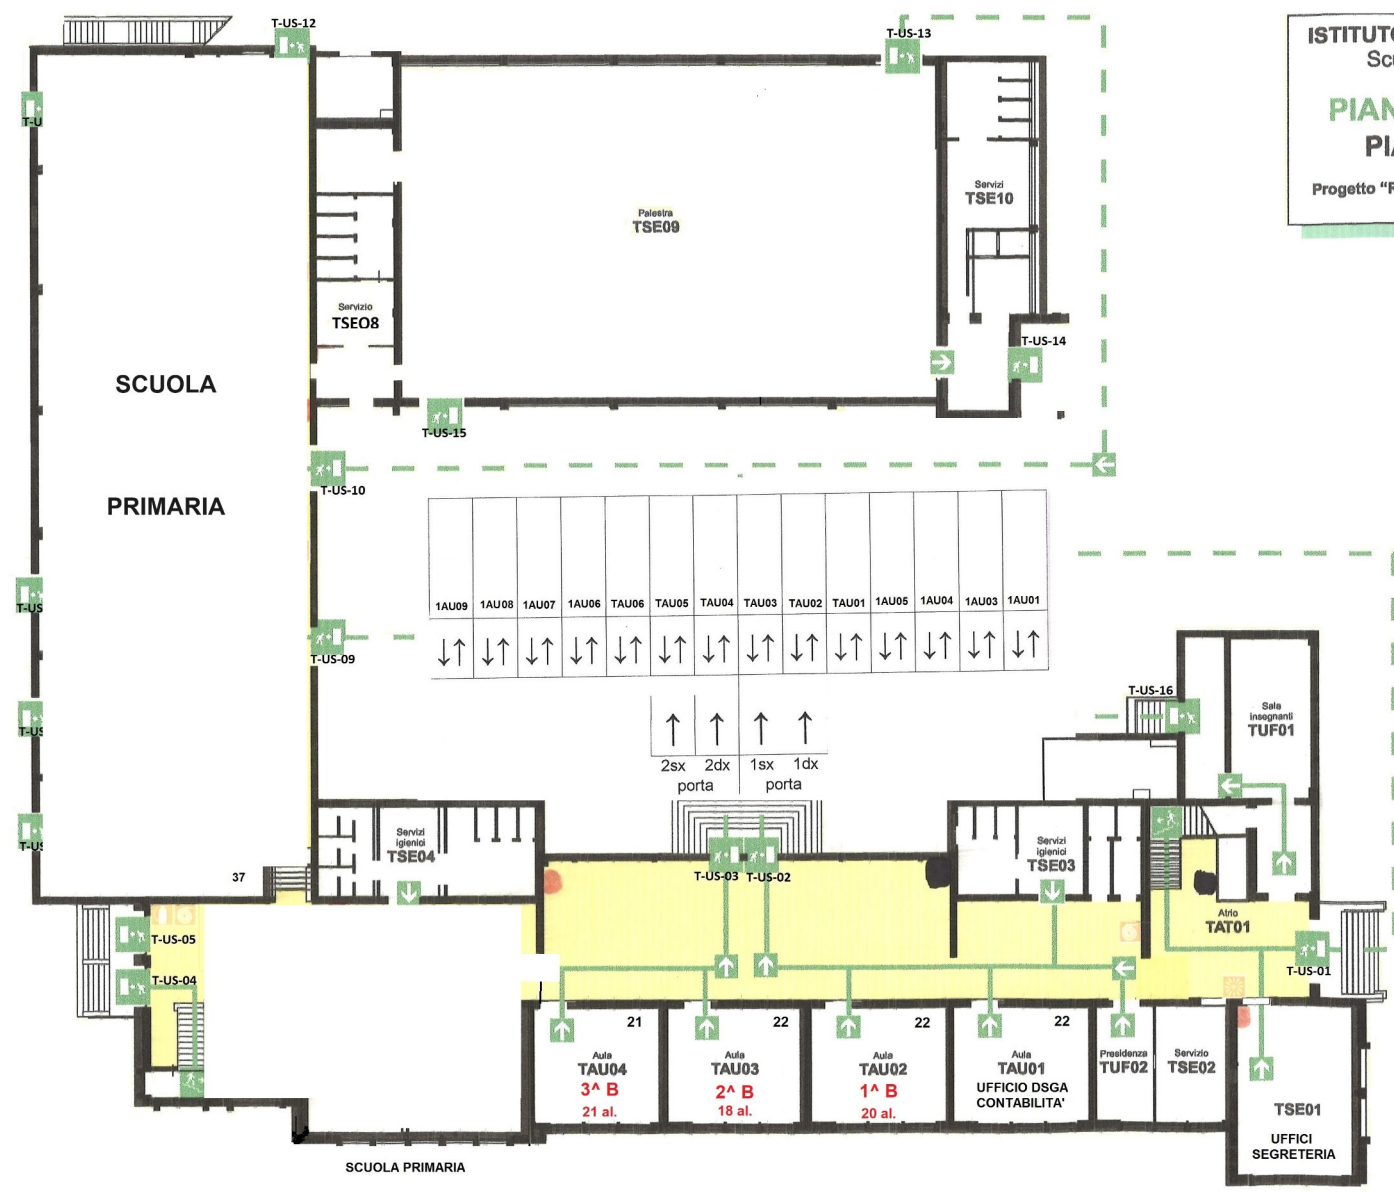 T-US-12
T-US-13
ISTITUTO
Scu
PIAN
PIA
Progetto "R
T-U
Servizi
TSE10
Palestra
TSE09
Servizio
TSEO8
T-US-14
SCUOLA
T-US-15
T-US-10
PRIMARIA
1AU09 1AU08 1AU07 1AU06 TAU06 TAU05 TAU04 TAU03 TAU02 TAU01 1AU05 1AU04 1AU03 1AU01
T-US
T-US-09
T-US-16
Sala
insegnanti
TUF01
T-US
2sx 2dx 1sx 1dx
porta porta
T-US
Servizi
igienici
TSE04
Servizi
igienici
TSE03
37
T-US-03 T-US-02
Atrio
TAT01
T-US-05
T-US-01
T-US-04
21 22 22 22
Aula
TAU04
3^ B
21 al.
Aula
TAU03
2^ B
18 al.
Aula
TAU02
1^ B
20 al.
Aula
TAU01
UFFICIO DSGA
CONTABILITA'
Presidenza
TUF02
Servizio
TSE02
TSE01
UFFICI
SEGRETERIA
SCUOLA PRIMARIA